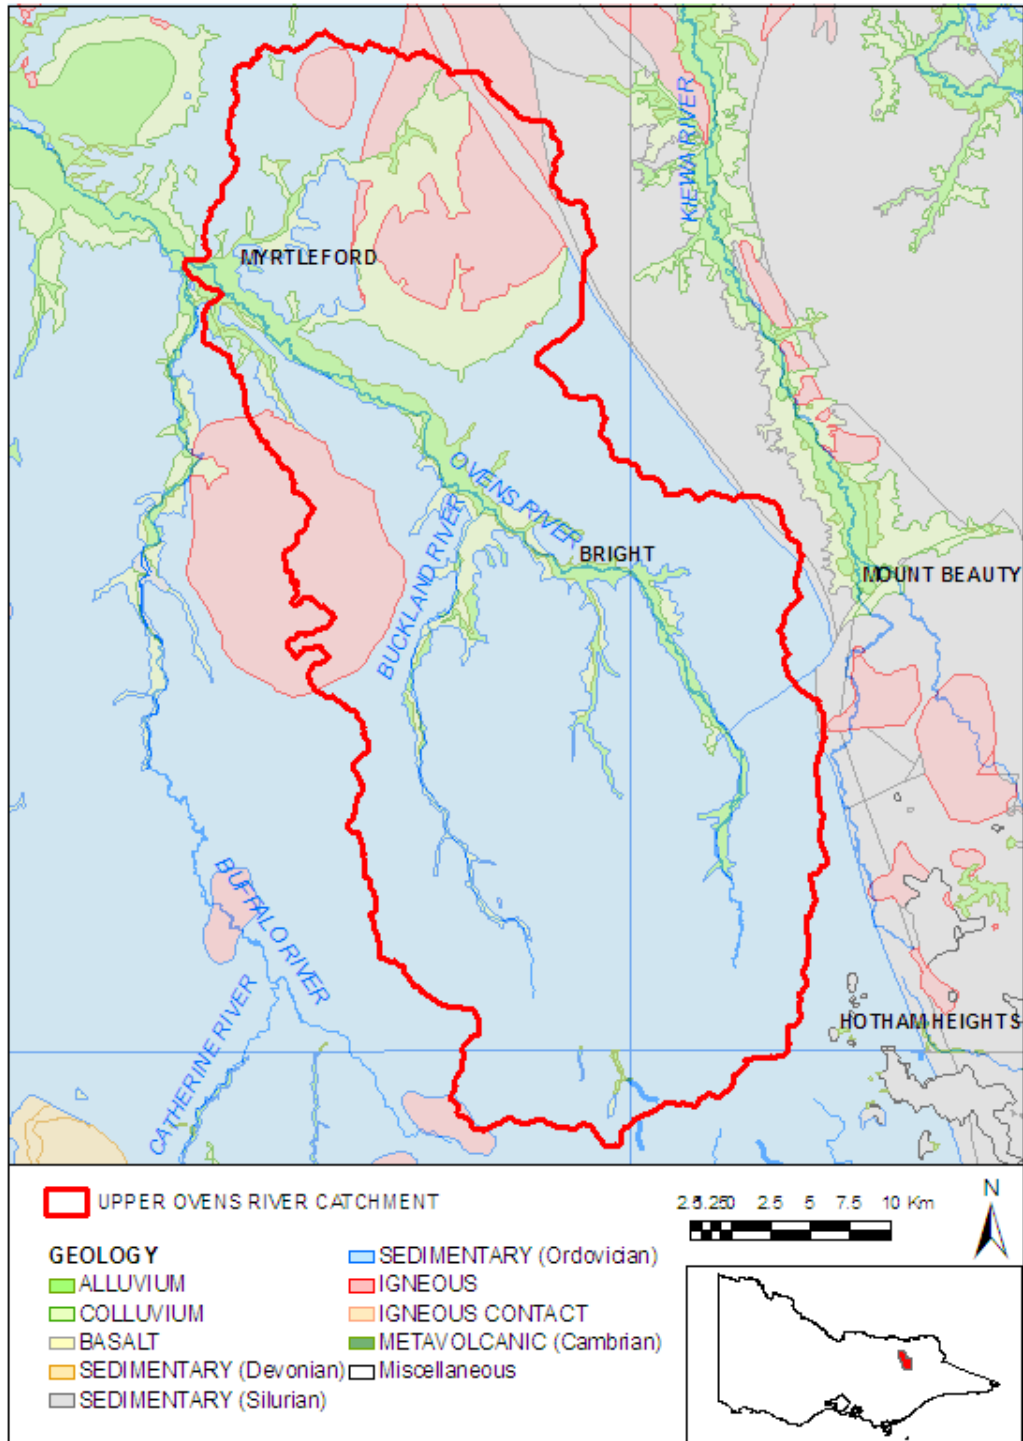 KIEWA RIVER
MYRTLEFORD
OVENS RIVER
BUCKLAND RIVER
BRIGHT
MOUNT BEAUTY
BUFFALO RIVER
CATHERINE RIVER
HOTHAM HEIGHTS
UPPER OVENS RIVER CATCHMENT
2.5 5 7.5 10 Km
N
GEOLOGY
ALLUVIUM
COLLUVIUM
BASALT
SEDIMENTARY (Devonian)
SEDIMENTARY (Silurian)
SEDIMENTARY (Ordovician)
IGNEOUS
IGNEOUS CONTACT
METAVOLCANIC (Cambrian)
Miscellaneous